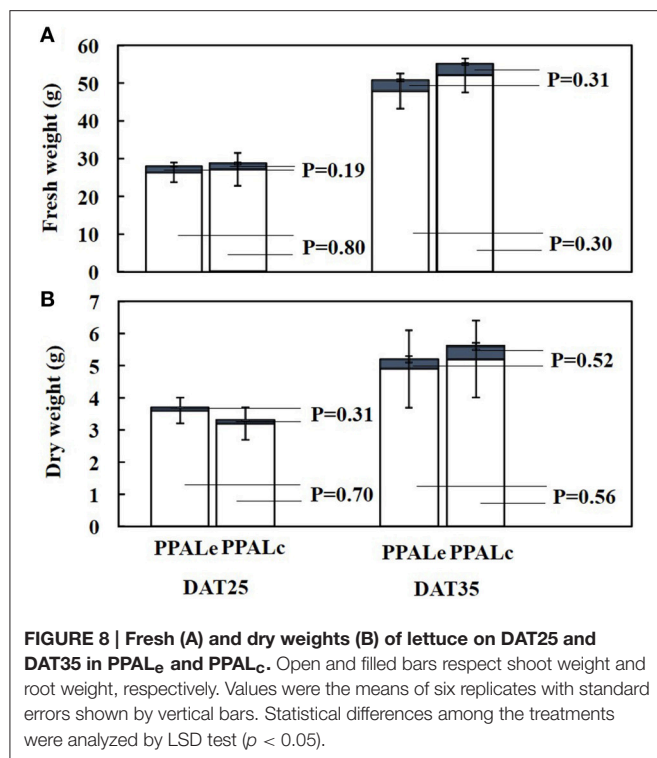 A
60
50
40
30
20
10
0
Fresh weight (g)
P=0.31
P=0.19
P=0.80
P=0.30
B
7
6
5
4
3
2
1
0
Dry weight (g)
P=0.52
P=0.31
P=0.70
P=0.56
PPALe PPALc PPALe PPALc
DAT25 DAT35
FIGURE 8 | Fresh (A) and dry weights (B) of lettuce on DAT25 and
DAT35 in PPALe and PPALc. Open and filled bars respect shoot weight and
root weight, respectively. Values were the means of six replicates with standard
errors shown by vertical bars. Statistical differences among the treatments
were analyzed by LSD test (p < 0.05).